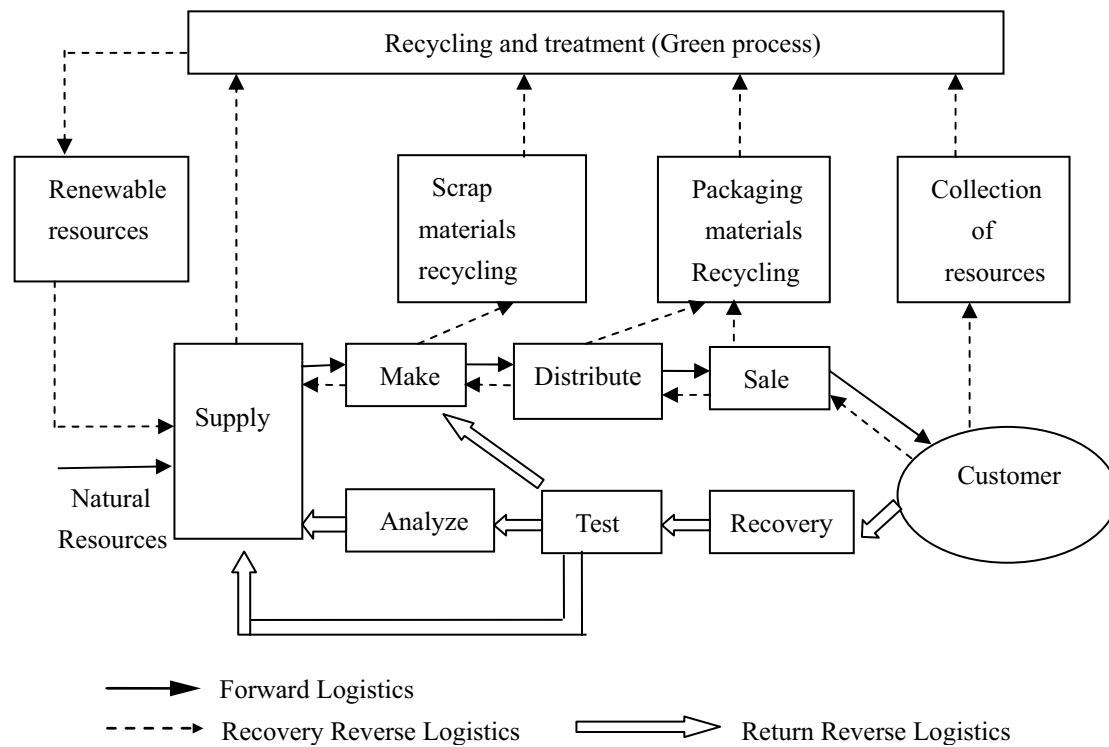 Recycling and treatment (Green process)
Renewable
resources
Scrap
materials
recycling
Packaging
materials
Recycling
Collection
of
resources
Supply
Make
Distribute
Sale
Customer
Natural
Resources
Analyze
Test
Recovery
Forward Logistics
Recovery Reverse Logistics
Return Reverse Logistics